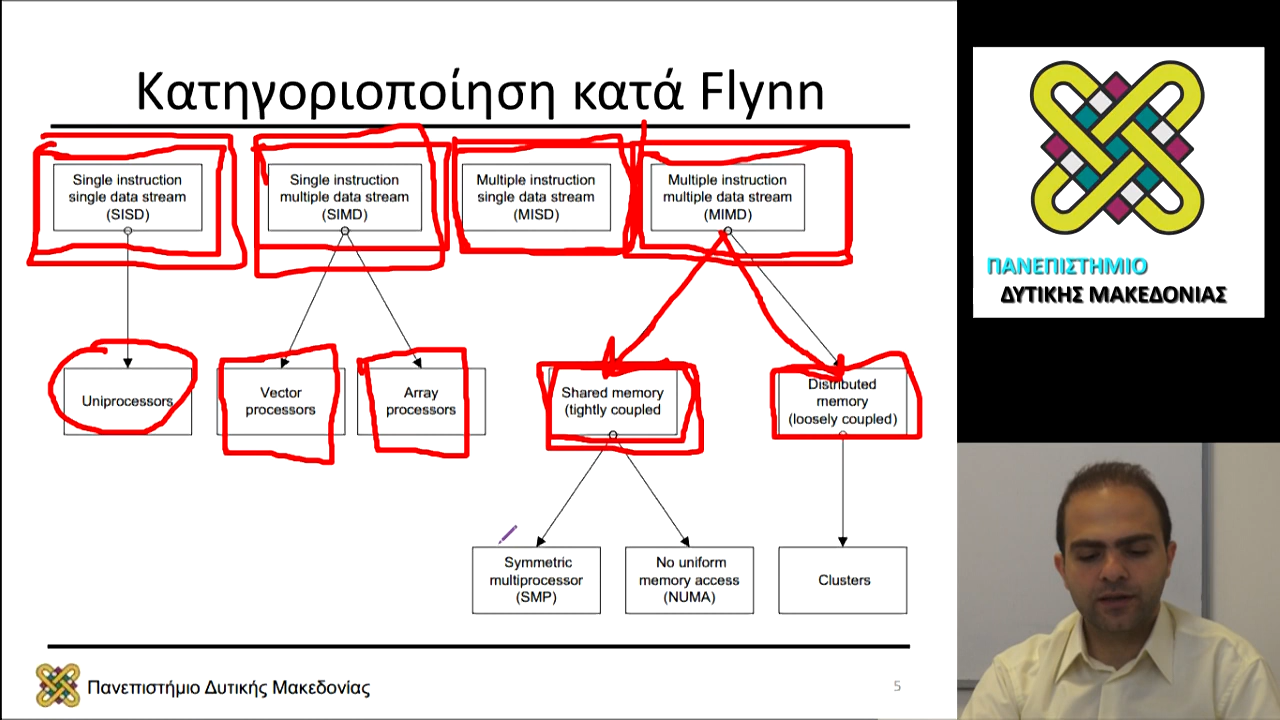 Κατηγοριοποίηση κατά Flynn
Single instruction
single data stream
(SISD)
Single instruction
multiple data stream
(SIMD)
Multiple instruction
single data stream
(MISD)
Multiple instruction
multiple data stream
(MIMD)
Uniprocessors
Vector
processors
Array
processors
Shared memory
(tightly coupled
Distributed
memory
(loosely coupled)
Symmetric
multiprocessor
(SMP)
No uniform
memory access
(NUMA)
Clusters
Πανεπιστήμιο Δυτικής Μακεδονίας
5
ΠΑΝΕΠΙΣΤΗΜΙΟ
ΔΥΤΙΚΗΣ ΜΑΚΕΔΟΝΙΑΣ